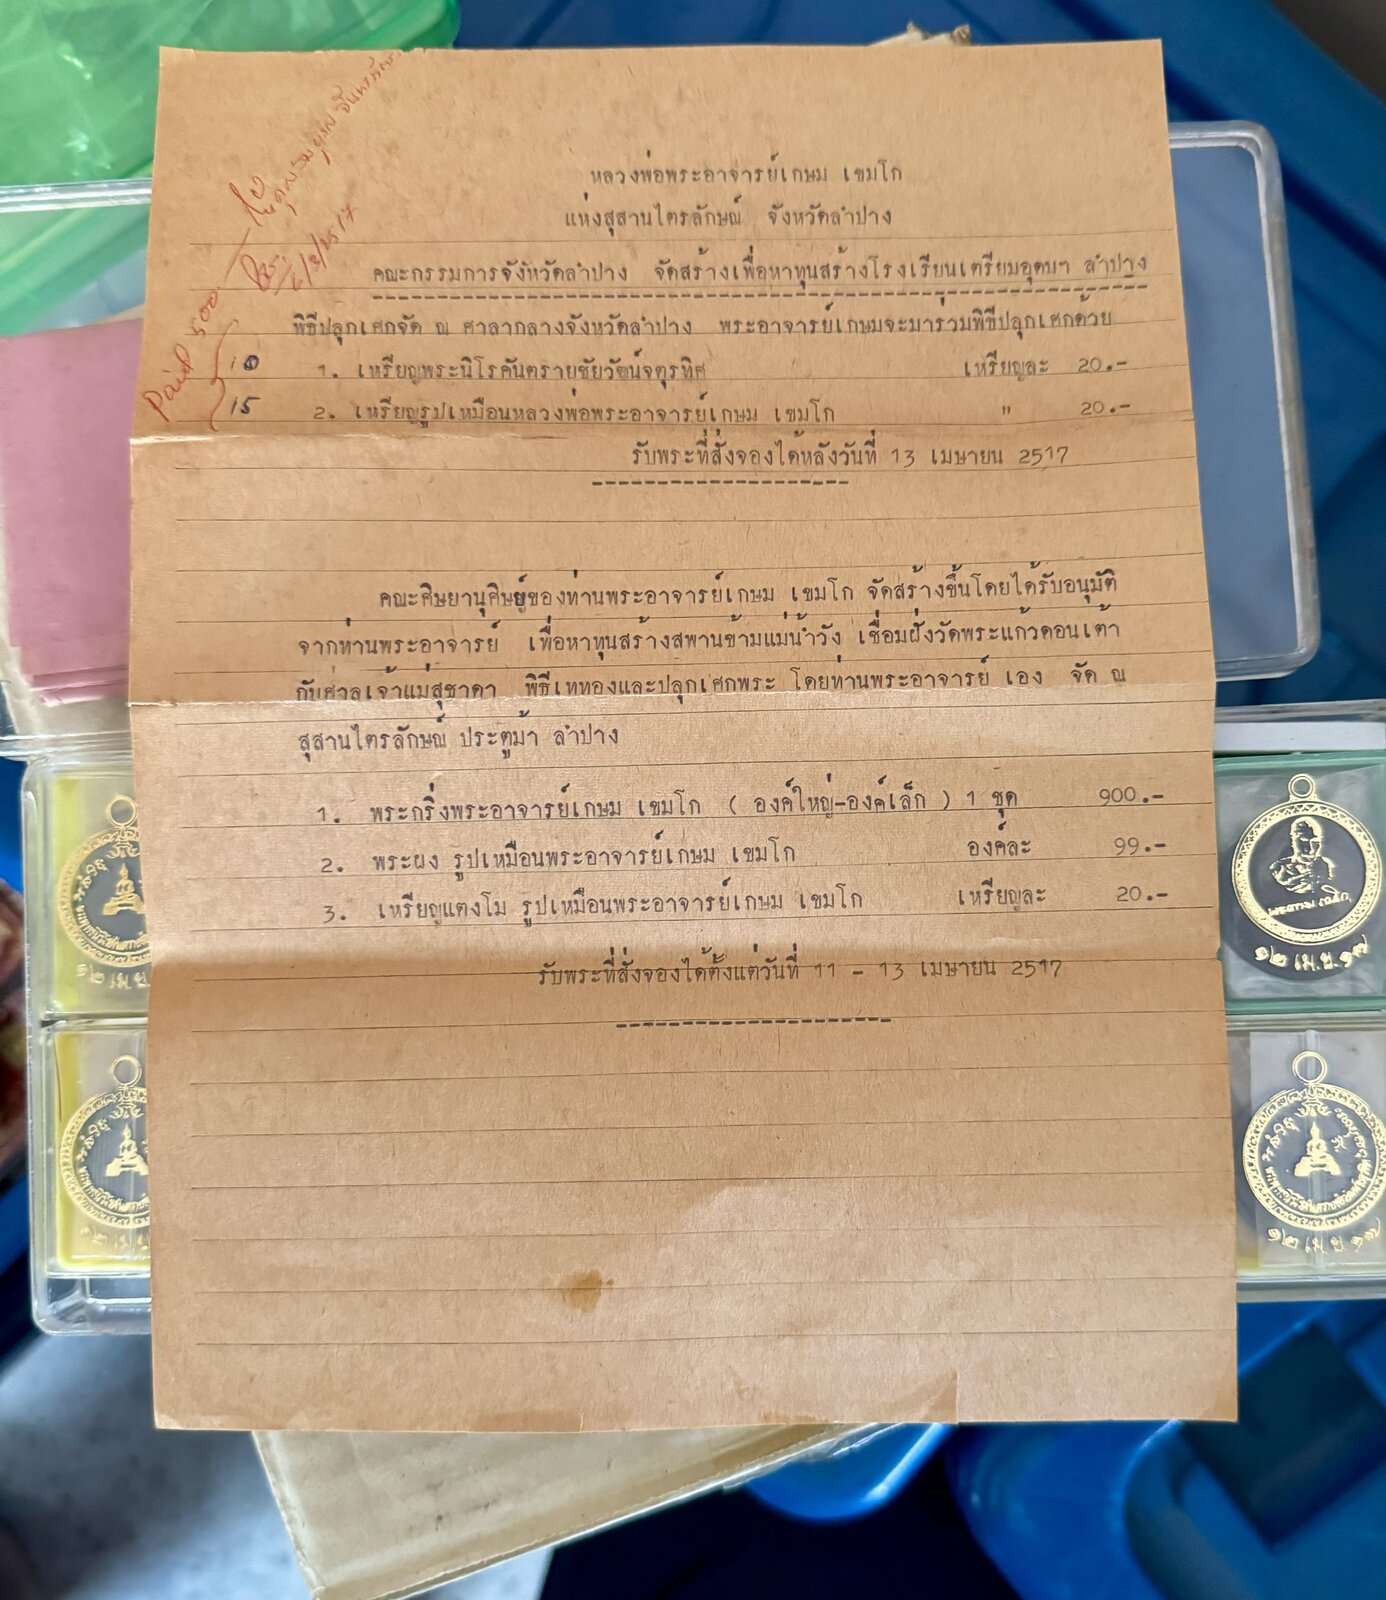 Paid 500
6/3/2517
หลวงพ่อพระอาจารย์เกษม เขมโก
แห่งสุสานไตรลักษณ์ จังหวัดลำปาง
คณะกรรมการจังหวัดลำปาง จัดสร้างเพื่อหาทุนสร้างโรงเรียนเตรียมอุดมฯ ลำปาง
พิธีปลุกเศกจัด ณ ศาลากลางจังหวัดลำปาง พระอาจารย์เกษมจะมาร่วมพิธีปลุกเศกด้วย
10 1. เหรียญพระนิโรคันตรายชัยวัฒน์จตุรทิศ เหรียญละ 20.-
15 2. เหรียญรูปเหมือนหลวงพ่อพระอาจารย์เกษม เขมโก " 20.-
รับพระที่สั่งจองได้หลังวันที่ 13 เมษายน 2517
คณะศิษยานุศิษย์ของท่านพระอาจารย์เกษม เขมโก จัดสร้างขึ้นโดยได้รับอนุมัติ
จากท่านพระอาจารย์ เพื่อหาทุนสร้างสพานข้ามแม่น้ำวัง เชื่อมฝั่งวัดพระแก้วดอนเต้า
กับศาลเจ้าแม่สุชาดา พิธีเททองและปลุกเศกพระ โดยท่านพระอาจารย์ เอง จัด ณ
สุสานไตรลักษณ์ ประตูม้า ลำปาง
1. พระกริ่งพระอาจารย์เกษม เขมโก ( องค์ใหญ่-องค์เล็ก ) 1 ชุด 900.-
2. พระผง รูปเหมือนพระอาจารย์เกษม เขมโก องค์ละ 99.-
3. เหรียญแตงโม รูปเหมือนพระอาจารย์เกษม เขมโก เหรียญละ 20.-
รับพระที่สั่งจองได้ตั้งแต่วันที่ 11 - 13 เมษายน 2517
๑๒ เม.ย.
๑๒ เม.ย. ๑๗
๑๒ เม.ย.
๑๒ เม.ย. ๑๗